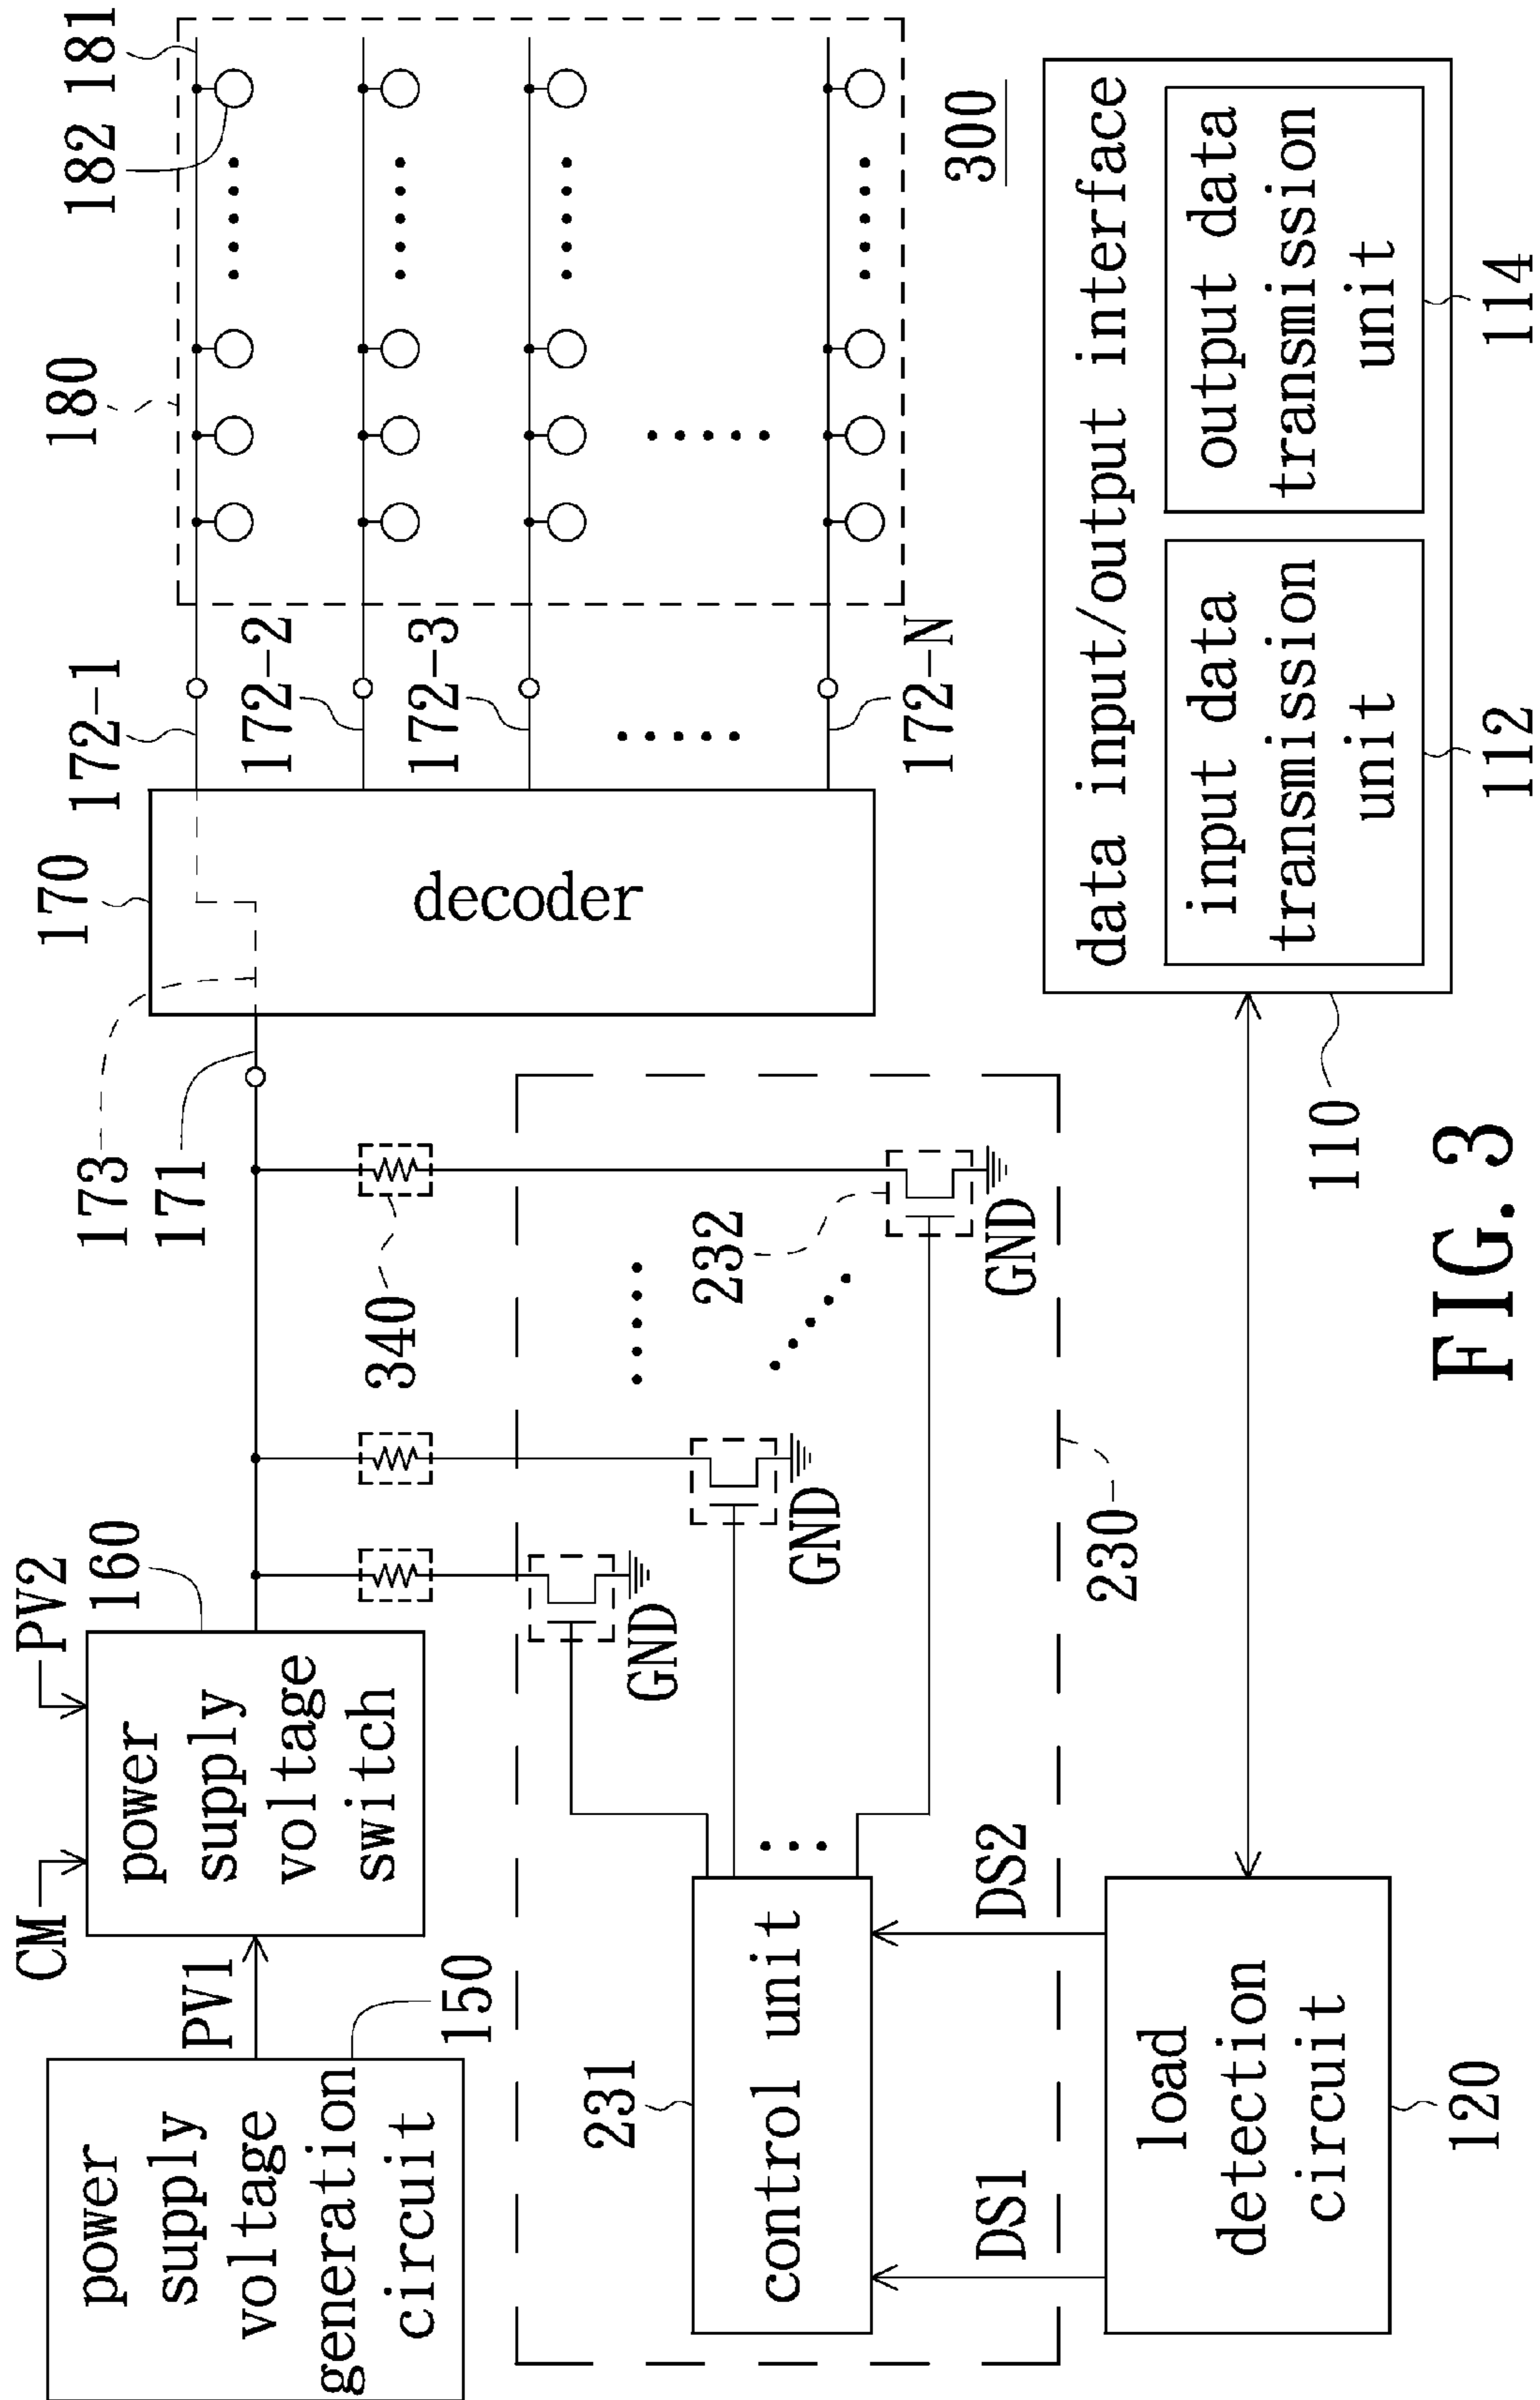 PV2
CM
160
power
supply
voltage
switch
PV1
150
power
supply
voltage
generation
circuit
173
171
170
decoder
172-1
172-2
172-3
172-N
180
182
181
340
232
GND
GND
GND
230
231
control unit
DS1
DS2
load
detection
circuit
120
300
data input/output interface
input data
transmission
unit
112
output data
transmission
unit
114
110
FIG. 3